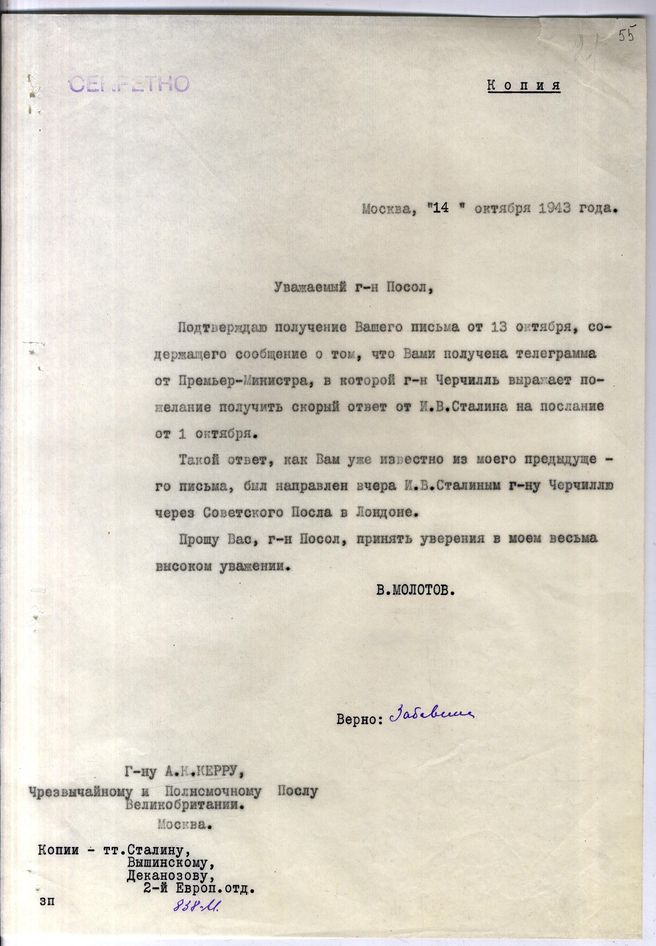 55
СЕКРЕТНО
Копия
Москва, "14 " октября 1943 года.
Уважаемый г-н Посол,
Подтверждаю получение Вашего письма от 13 октября, со-
держащего сообщение о том, что Вами получена телеграмма
от Премьер-Министра, в которой г-н Черчилль выражает по-
желание получить скорый ответ от И.В.Сталина на послание
от 1 октября.
Такой ответ, как Вам уже известно из моего предыдуще -
го письма, был направлен вчера И.В.Сталиным г-ну Черчиллю
через Советского Посла в Лондоне.
Прошу Вас, г-н Посол, принять уверения в моем весьма
высоком уважении.
В.МОЛОТОВ.
Верно:
Г-ну А.К.КЕРРУ,
Чрезвычайному и Полномочному Послу
Великобритании.
Москва.
Копии - тт.Сталину,
Вышинскому,
Деканозову,
2-й Европ.отд.
зп
838-М.